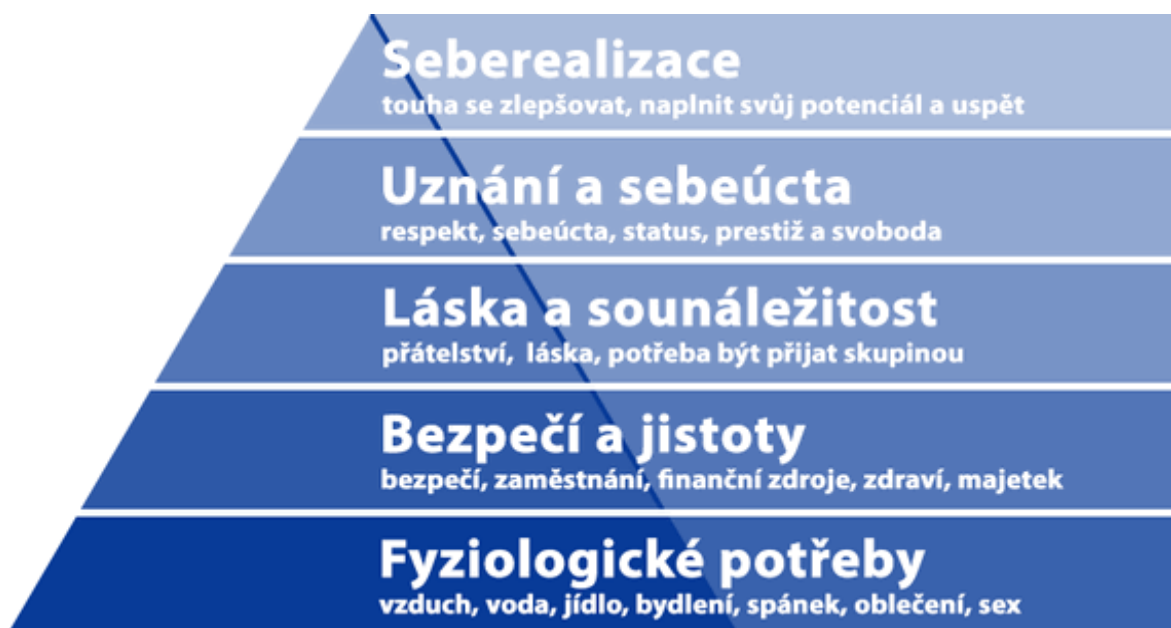 Seberealizace
touha se zlepšovat, naplnit svůj potenciál a uspět
Uznání a sebeúcta
respekt, sebeúcta, status, prestiž a svoboda
Láska a sounáležitost
přátelství, láska, potřeba být přijat skupinou
Bezpečí a jistoty
bezpečí, zaměstnání, finanční zdroje, zdraví, majetek
Fyziologické potřeby
vzduch, voda, jídlo, bydlení, spánek, oblečení, sex